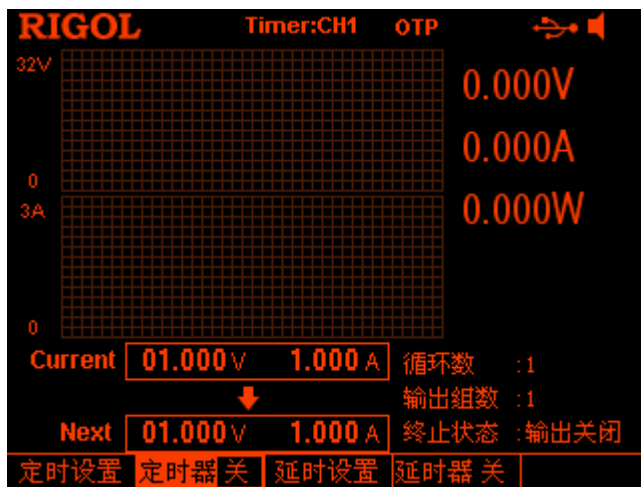 RIGOL Timer:CH1 OTP
32V
0.000V
0.000A
0
3A
0.000W
0
Current 01.000 V 1.000 A 循环数 :1
输出组数 :1
Next 01.000 V 1.000 A 终止状态 :输出关闭
定时设置 定时器 关 延时设置 延时器 关